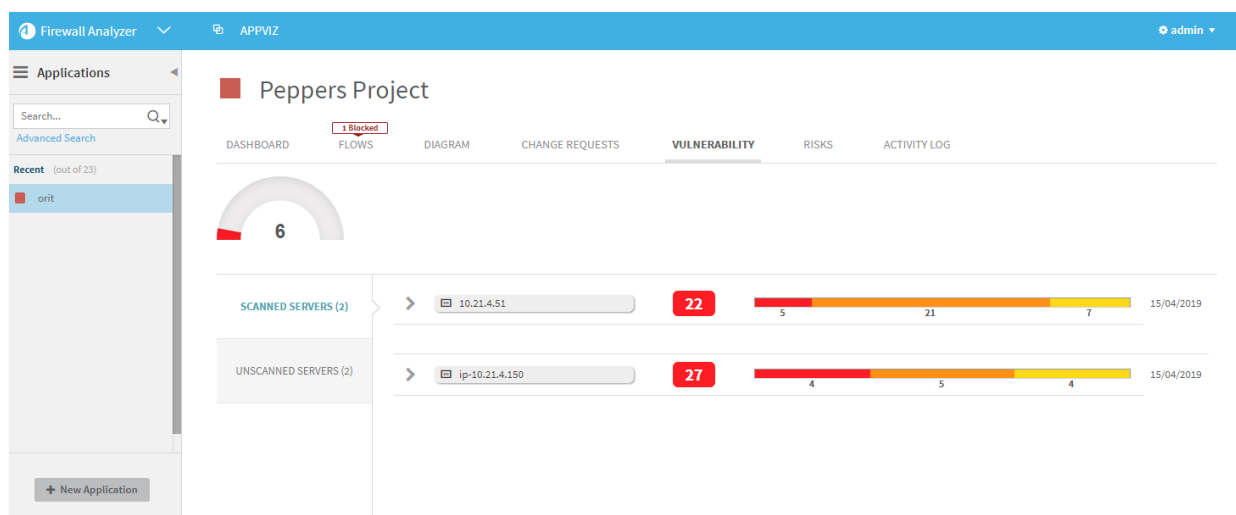 Firewall Analyzer
APPVIZ
admin
Applications
Search...
Advanced Search
Recent (out of 23)
orit
+ New Application
Peppers Project
1 Blocked
DASHBOARD FLOWS DIAGRAM CHANGE REQUESTS VULNERABILITY RISKS ACTIVITY LOG
6
SCANNED SERVERS (2)
UNSCANNED SERVERS (2)
10.21.4.51 22 15/04/2019
5 21 7
ip-10.21.4.150 27 15/04/2019
4 5 4